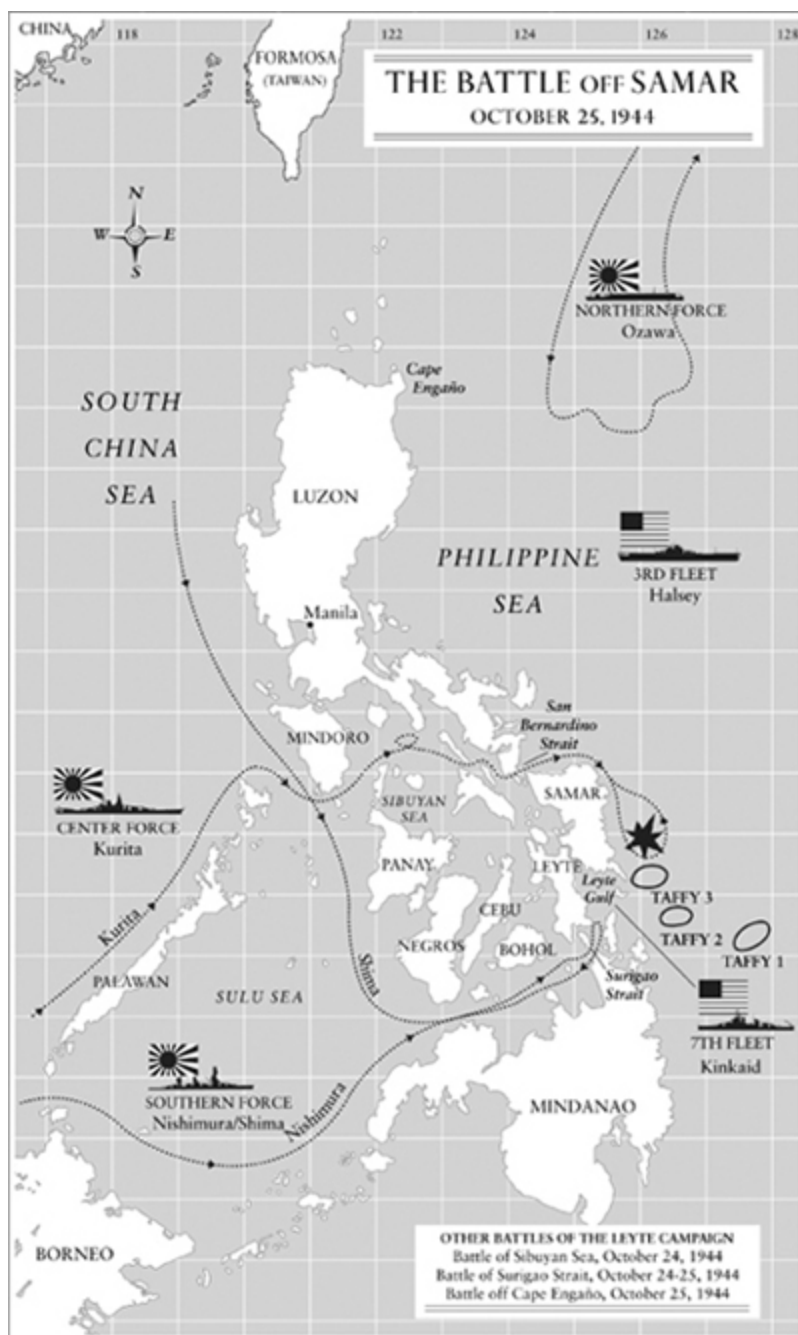 CHINA
118
122
124
126
128
FORMOSA
(TAIWAN)
THE BATTLE OFF SAMAR
OCTOBER 25, 1944
N
W
E
S
NORTHERN FORCE
Ozawa
Cape
Engaño
SOUTH
CHINA
SEA
LUZON
PHILIPPINE
SEA
3RD FLEET
Halsey
Manila
San
Bernardino
Strait
MINDORO
SIBUYAN
SEA
SAMAR
CENTER FORCE
Kurita
PANAY
LEYTE
Leyte
Gulf
TAFFY 3
TAFFY 2
TAFFY 1
Kurita
CEBU
NEGROS
BOHOL
PALAWAN
SULU SEA
Shima
Surigao
Strait
7TH FLEET
Kinkaid
SOUTHERN FORCE
Nishimura/Shima
Nishimura
MINDANAO
BORNEO
OTHER BATTLES OF THE LEYTE CAMPAIGN
Battle of Sibuyan Sea, October 24, 1944
Battle of Surigao Strait, October 24-25, 1944
Battle off Cape Engaño, October 25, 1944